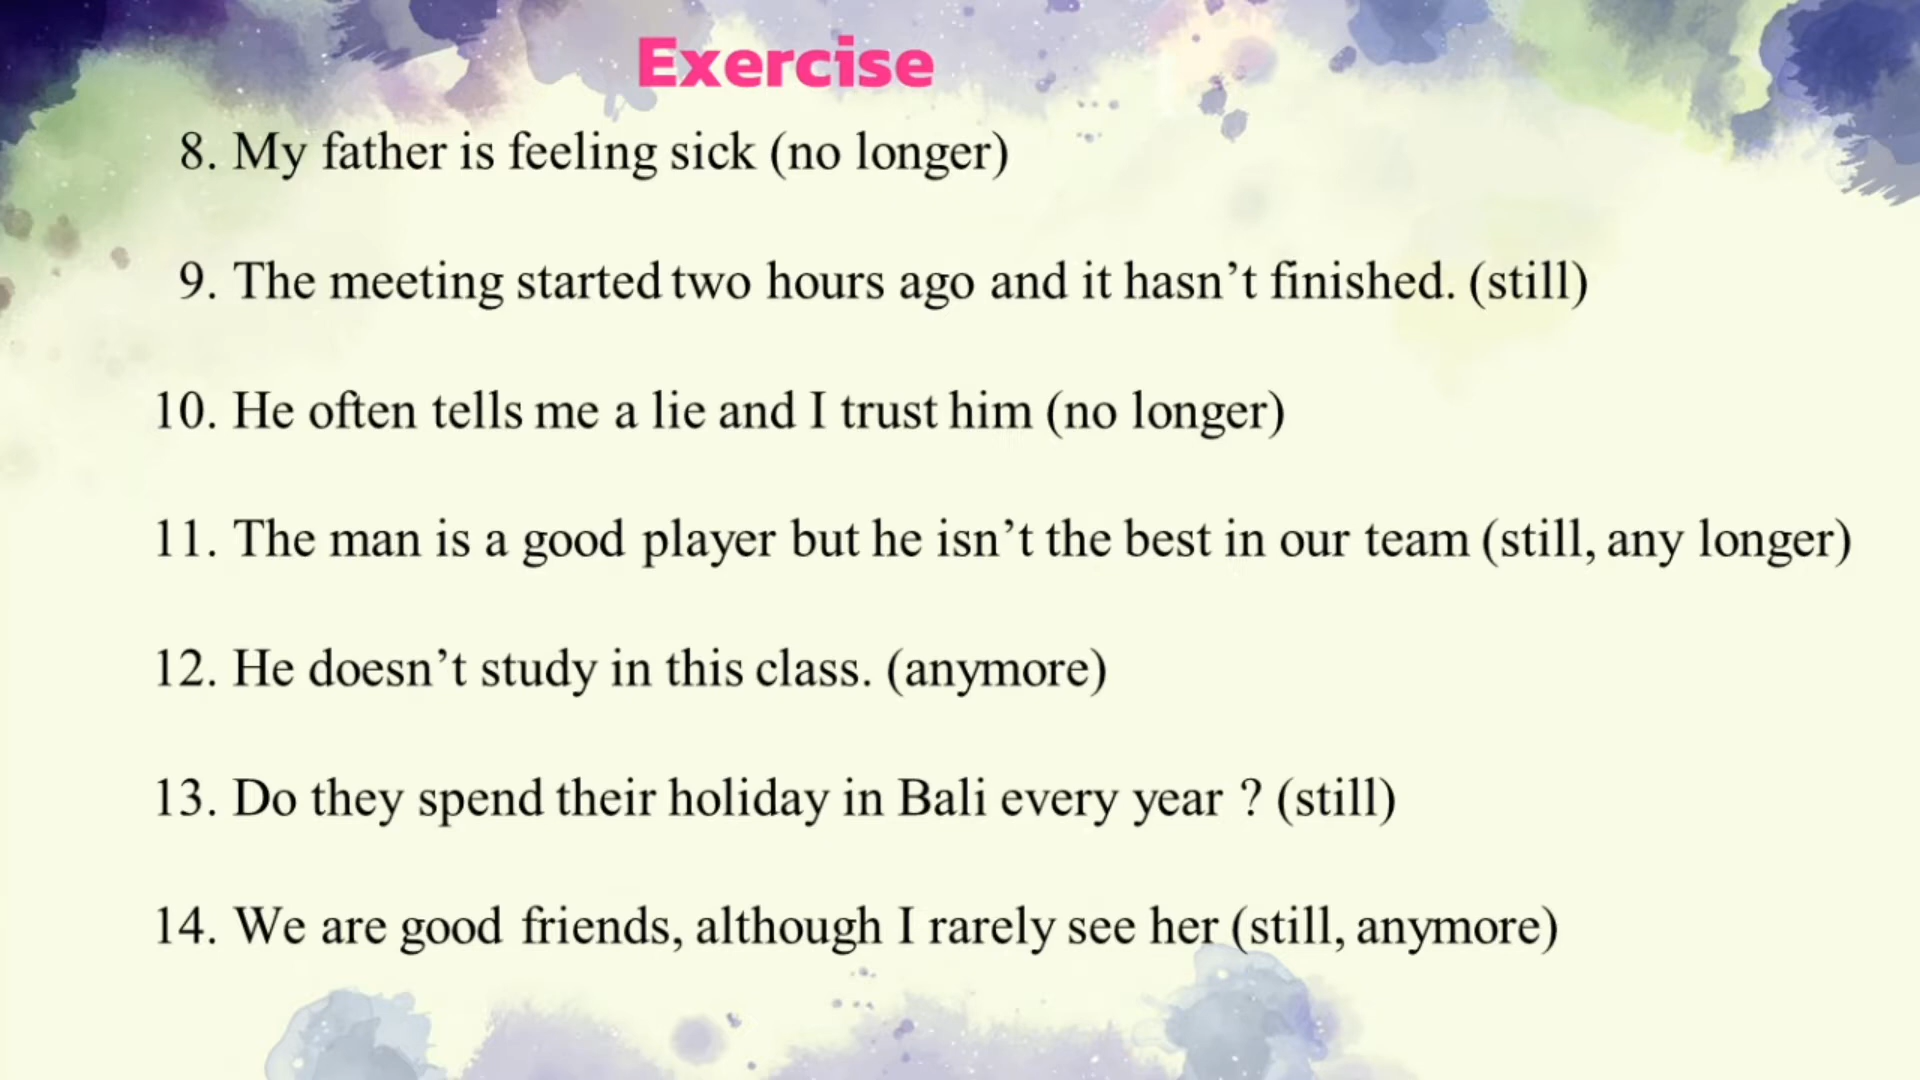 Exercise
8. My father is feeling sick (no longer)
9. The meeting started two hours ago and it hasn’t finished. (still)
10. He often tells me a lie and I trust him (no longer)
11. The man is a good player but he isn’t the best in our team (still, any longer)
12. He doesn’t study in this class. (anymore)
13. Do they spend their holiday in Bali every year ? (still)
14. We are good friends, although I rarely see her (still, anymore)